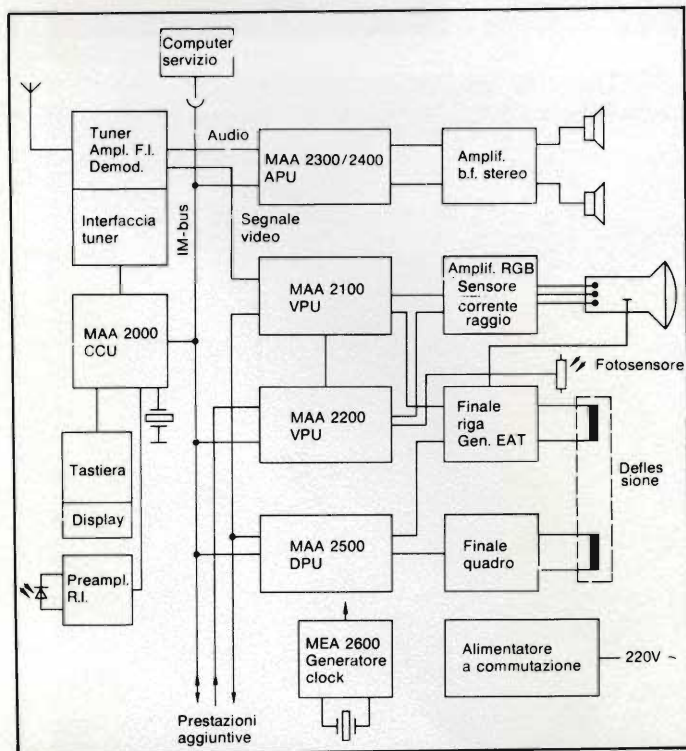 Computer
servizio
Tuner
Ampl. F.I.
Demod.
Interfaccia
tuner
Audio
IM-bus
Segnale
video
MAA 2300/2400
APU
Amplif.
b.f. stereo
MAA 2100
VPU
Amplif. RGB
Sensore
corrente
raggio
MAA 2000
CCU
Fotosensore
MAA 2200
VPU
Finale
riga
Gen. EAT
Tastiera
Display
Defles
sione
MAA 2500
DPU
Finale
quadro
Preampl.
R.I.
MEA 2600
Generatore
clock
Alimentatore
a commutazione
220V ~
Prestazioni
aggiuntive